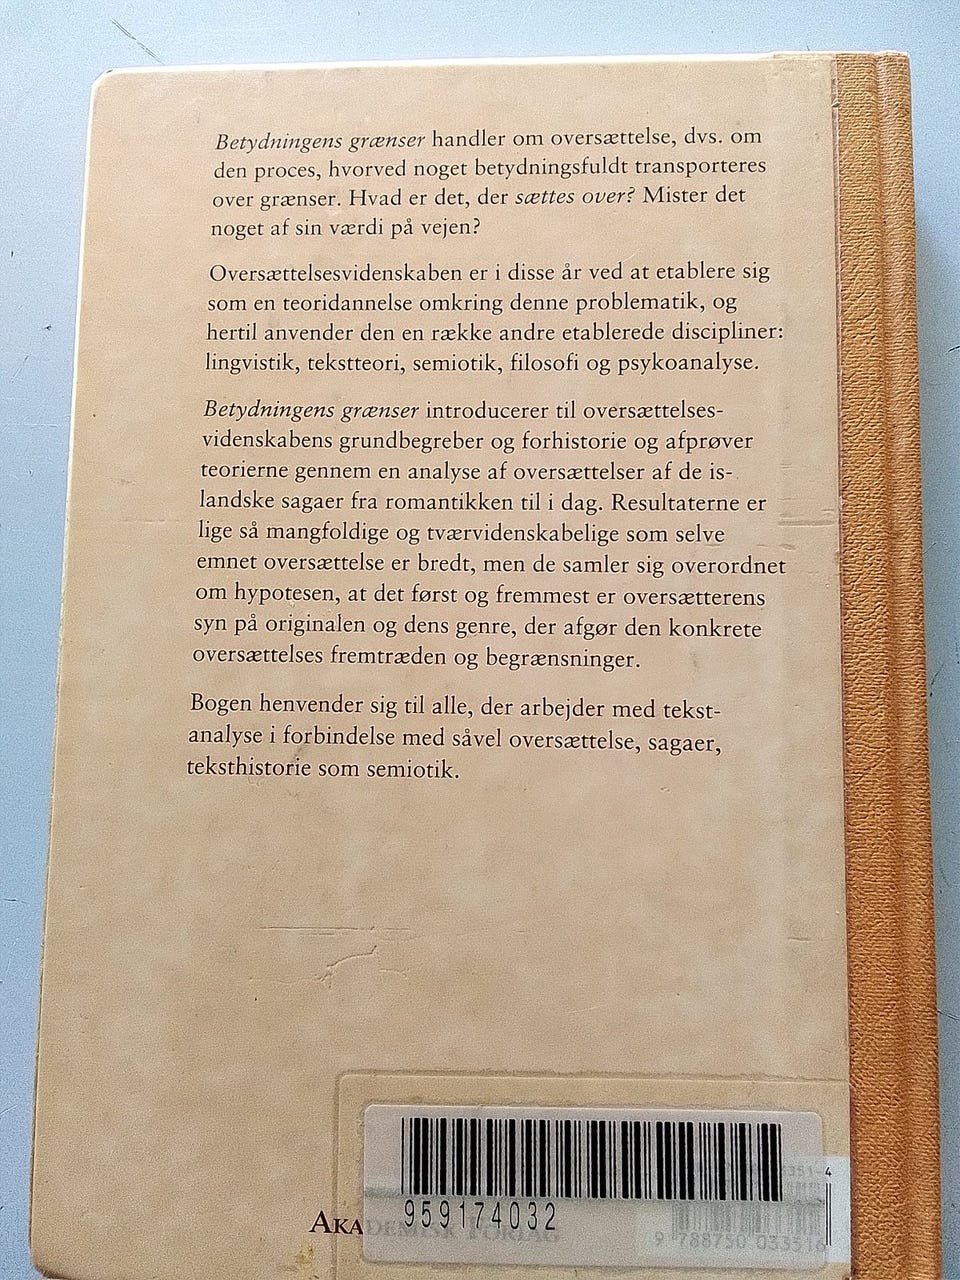 Betydningens grænser handler om oversættelse, dvs. om
den proces, hvorved noget betydningsfuldt transporteres
over grænser. Hvad er det, der sættes over? Mister det
noget af sin værdi på vejen?
Oversættelsesvidenskaben er i disse år ved at etablere sig
som en teoridannelse omkring denne problematik, og
hertil anvender den en række andre etablerede discipliner:
lingvistik, tekstteori, semiotik, filosofi og psykoanalyse.
Betydningens grænser introducerer til oversættelses-
videnskabens grundbegreber og forhistorie og afprøver
teorierne gennem en analyse af oversættelser af de is-
landske sagaer fra romantikken til i dag. Resultaterne er
lige så mangfoldige og tværvidenskabelige som selve
emnet oversættelse er bredt, men de samler sig overordnet
om hypotesen, at det først og fremmest er oversætterens
syn på originalen og dens genre, der afgør den konkrete
oversættelses fremtræden og begrænsninger.
Bogen henvender sig til alle, der arbejder med tekst-
analyse i forbindelse med såvel oversættelse, sagaer,
teksthistorie som semiotik.
351-4
959174032
AKADEMISK FORLAG
9 788750 033516